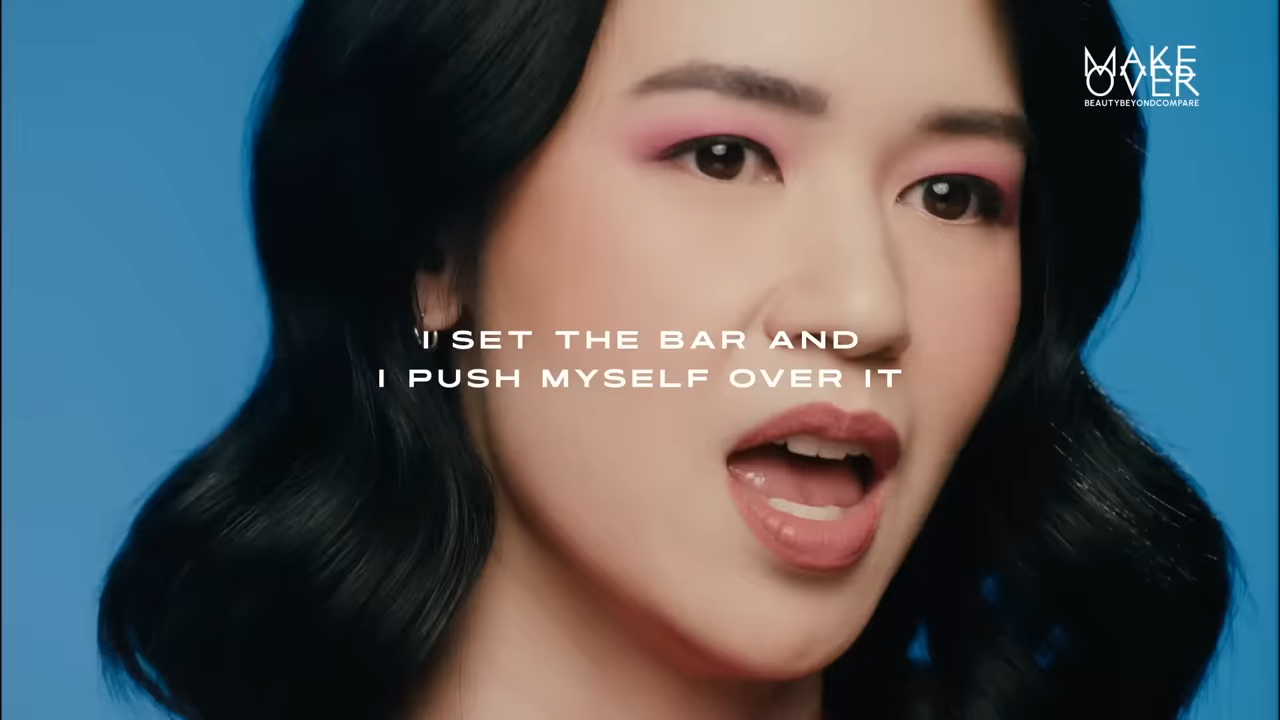 MAKE
OVER
BEAUTYBEYONDCOMPARE
I SET THE BAR AND
I PUSH MYSELF OVER IT